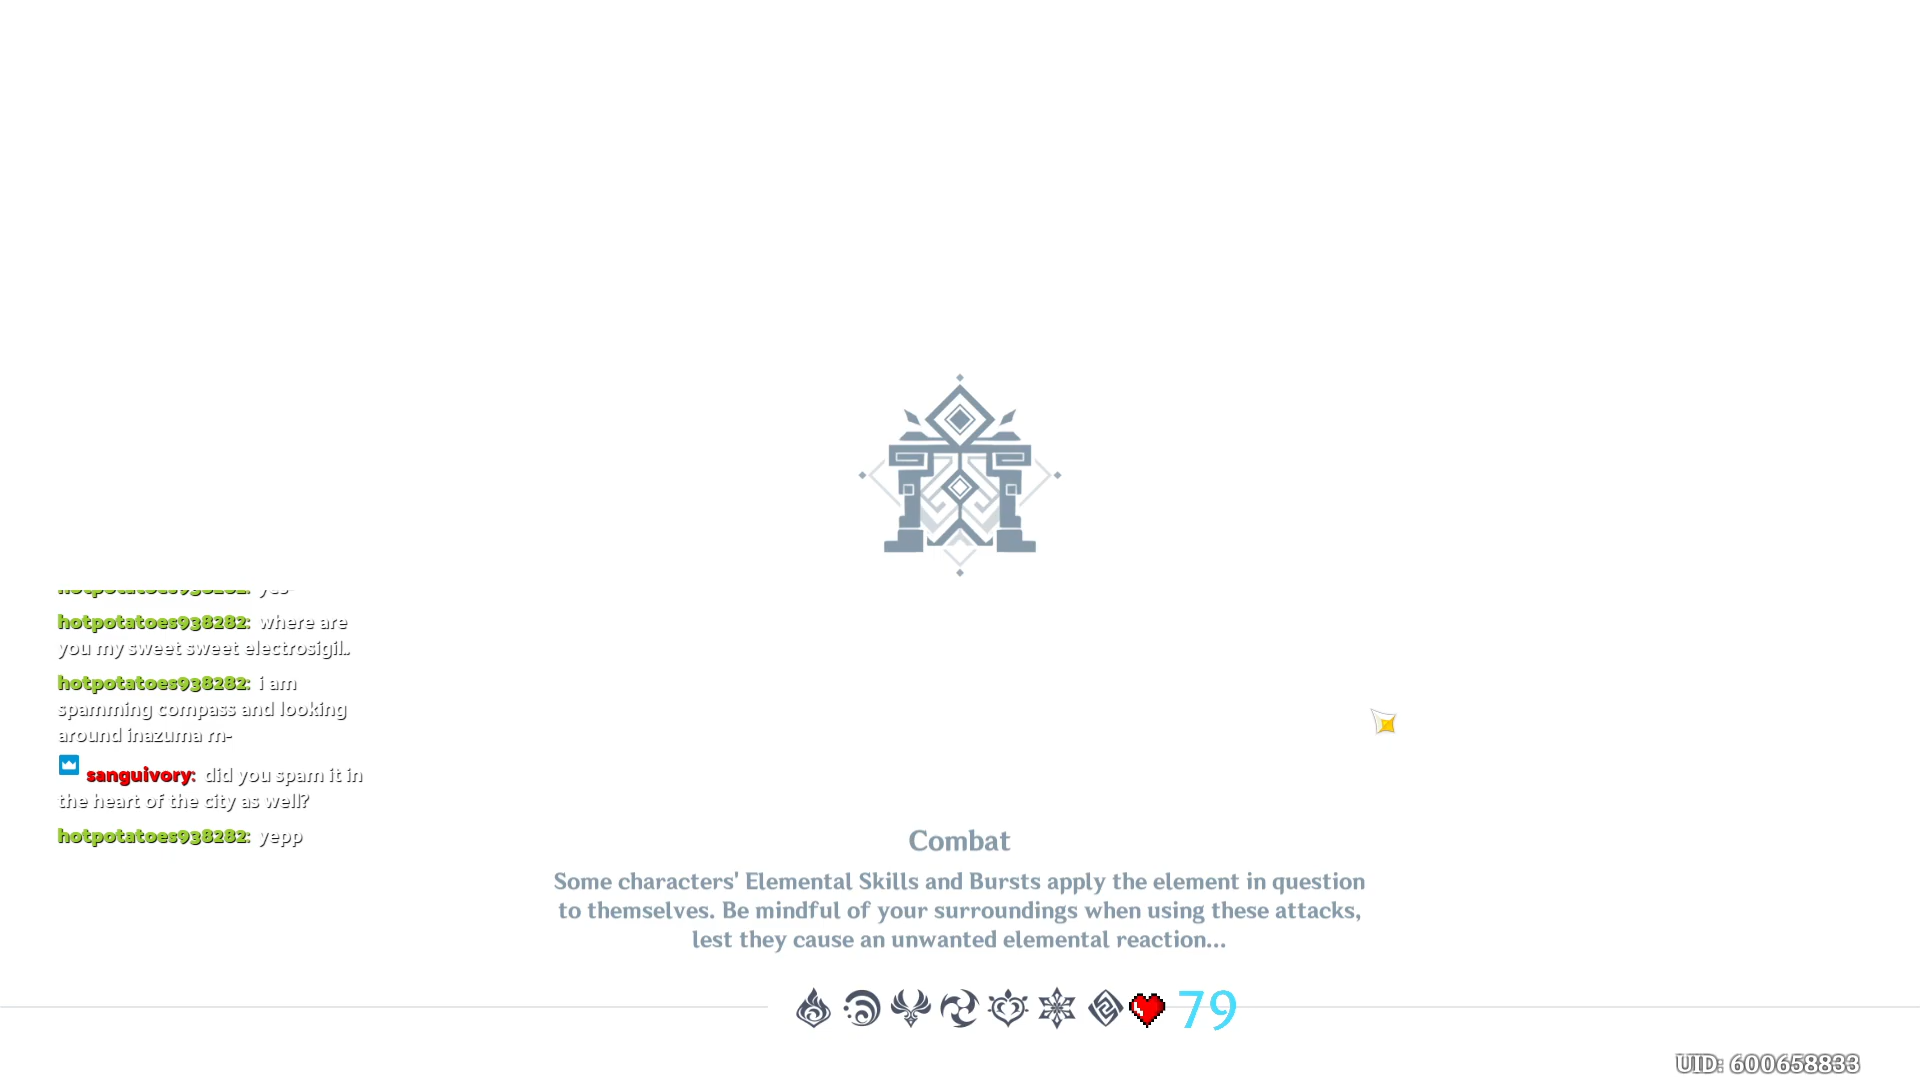 hotpotatoes938282: yes
hotpotatoes938282: where are
you my sweet sweet electrosigil..
hotpotatoes938282: i am
spamming compass and looking
around inazuma rn-
sanguivory: did you spam it in
the heart of the city as well?
hotpotatoes938282: yepp
Combat
Some characters' Elemental Skills and Bursts apply the element in question
to themselves. Be mindful of your surroundings when using these attacks,
lest they cause an unwanted elemental reaction...
79
UID: 600658833